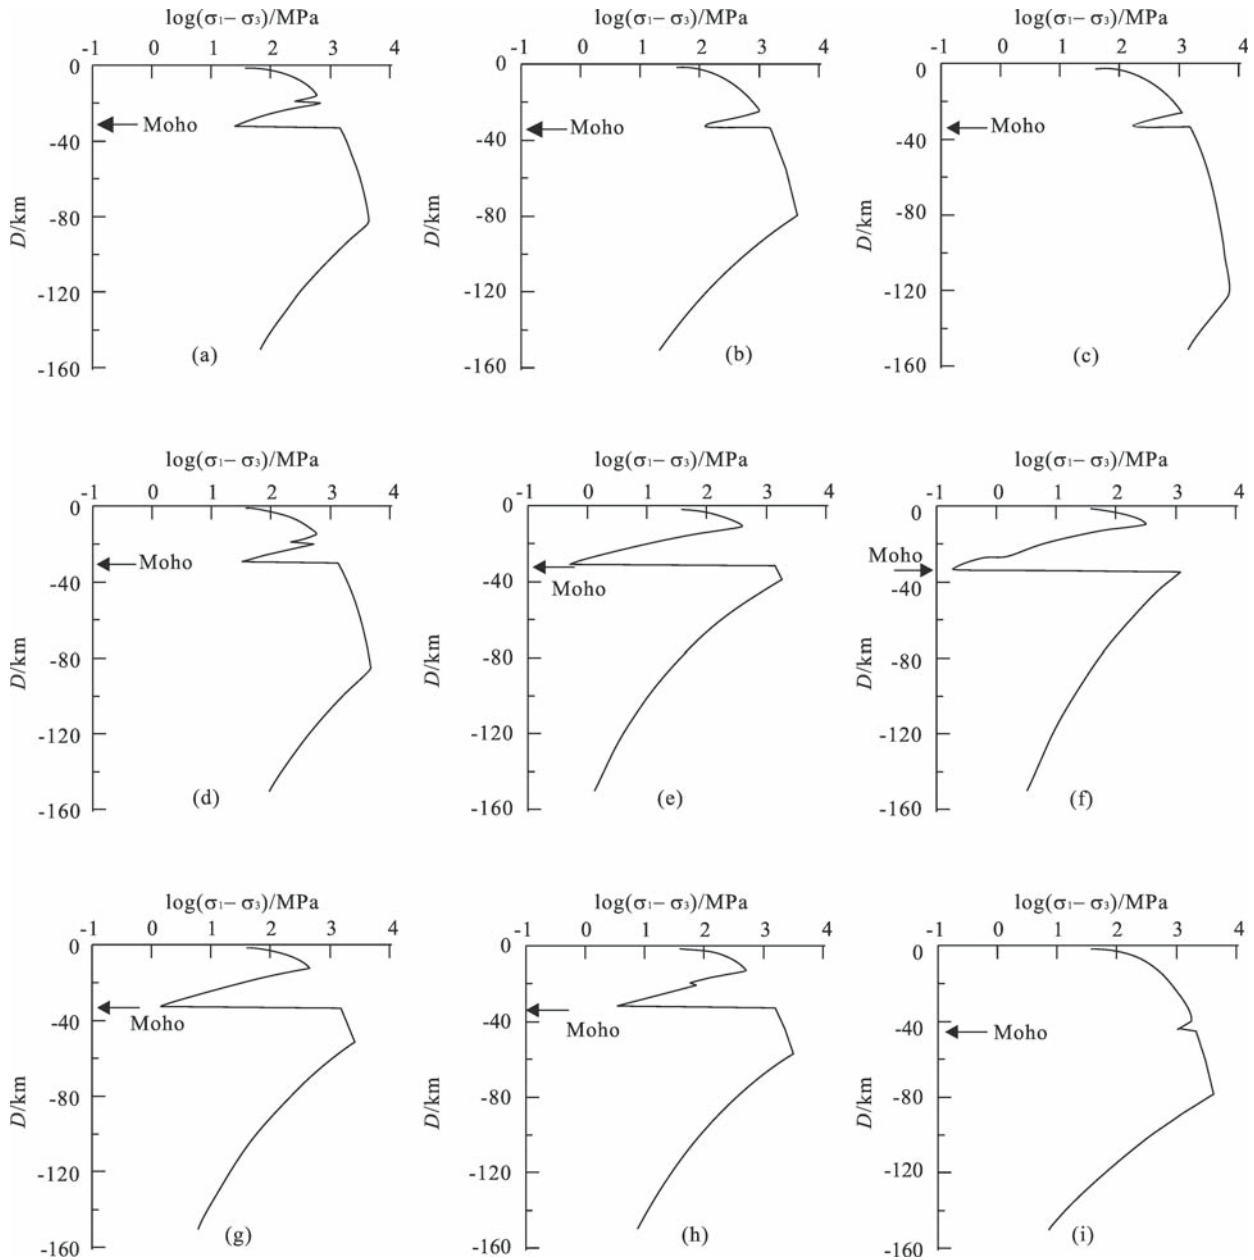 log(σ₁− σ₃)/MPa log(σ₁− σ₃)/MPa log(σ₁− σ₃)/MPa
-1 0 1 2 3 4 -1 0 1 2 3 4 -1 0 1 2 3 4
0 0 0
Moho Moho Moho
-40 -40 -40
D/km D/km D/km
-80 -80 -80
-120 -120 -120
(a) (b) (c)
-160 -160 -160
log(σ₁− σ₃)/MPa log(σ₁− σ₃)/MPa log(σ₁− σ₃)/MPa
-1 0 1 2 3 4 -1 0 1 2 3 4 -1 0 1 2 3 4
0 0 0
Moho Moho Moho
-40 -40 -40
D/km D/km D/km
-80 -80 -80
-120 -120 -120
(d) (e) (f)
-160 -160 -160
log(σ₁− σ₃)/MPa log(σ₁− σ₃)/MPa log(σ₁− σ₃)/MPa
-1 0 1 2 3 4 -1 0 1 2 3 4 -1 0 1 2 3 4
0 0 0
Moho Moho Moho
-40 -40 -40
D/km D/km D/km
-80 -80 -80
-120 -120 -120
(g) (h) (i)
-160 -160 -160